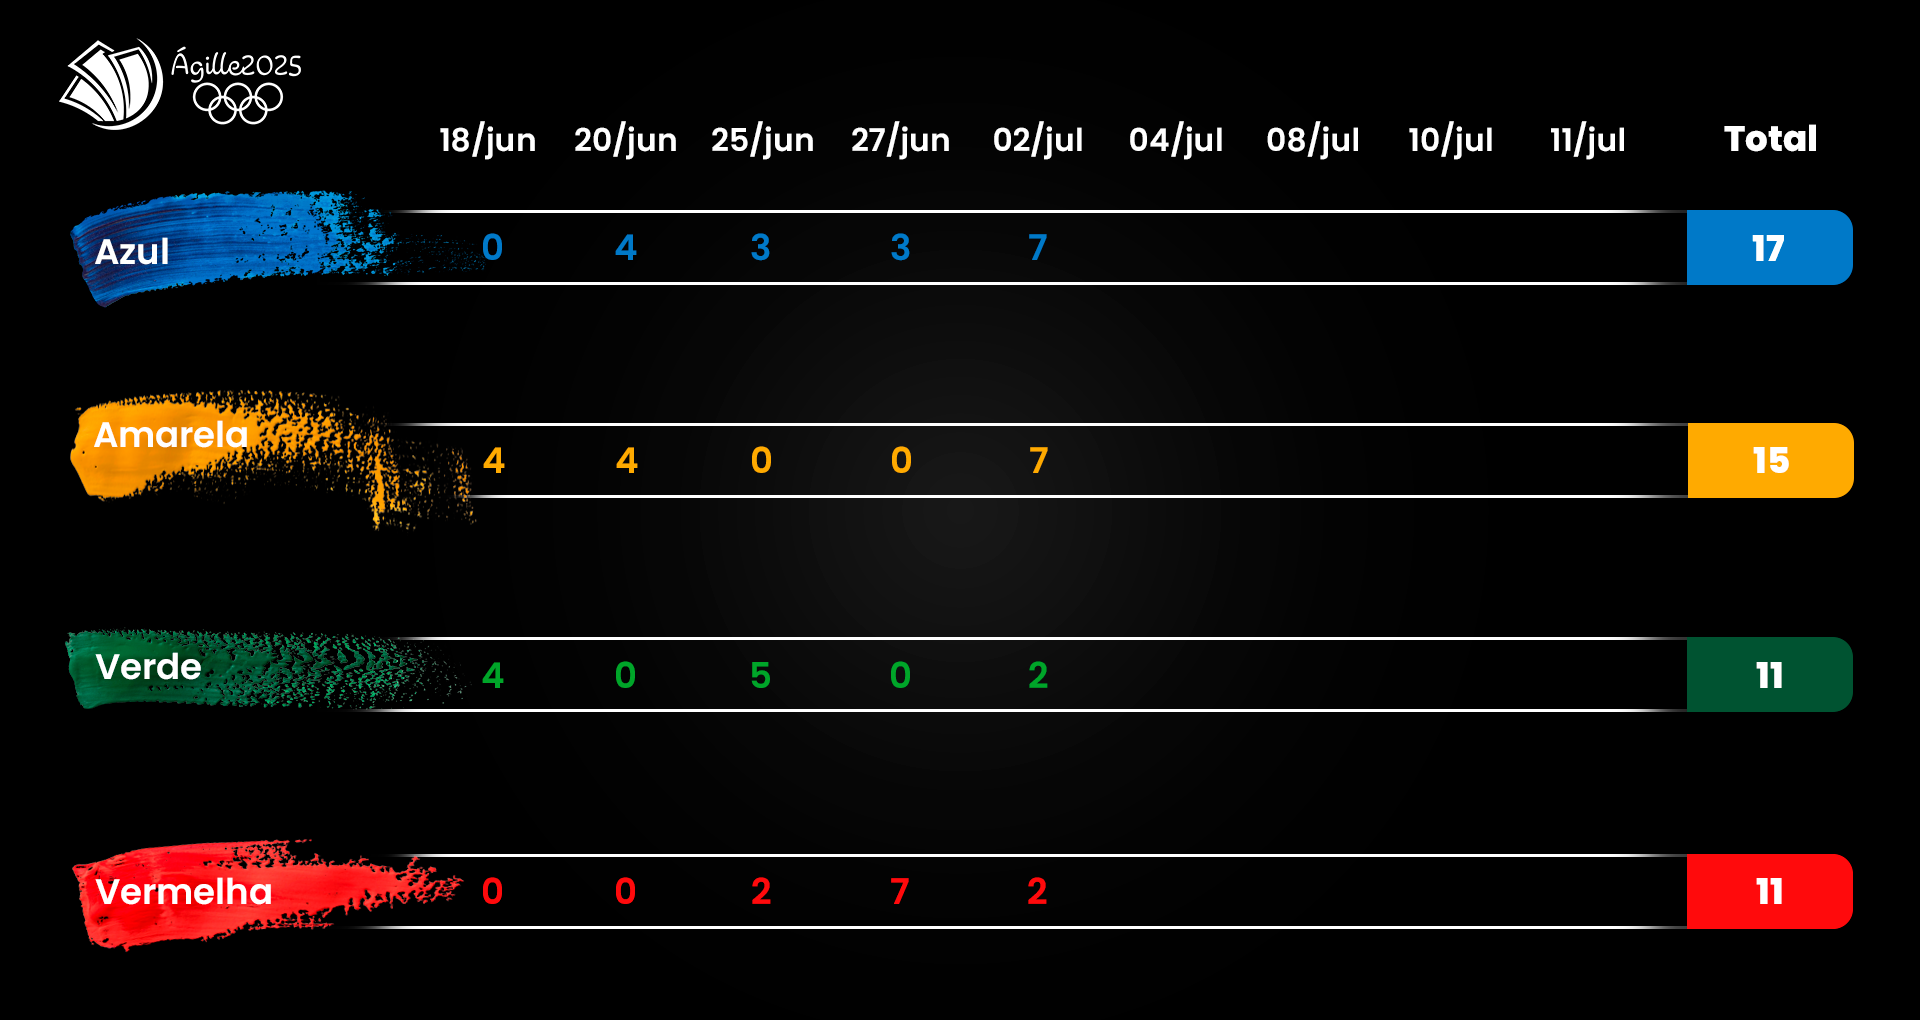 Ágille2025
18/jun 20/jun 25/jun 27/jun 02/jul 04/jul 08/jul 10/jul 11/jul Total
Azul 0 4 3 3 7 17
Amarela 4 4 0 0 7 15
Verde 4 0 5 0 2 11
Vermelha 0 0 2 7 2 11